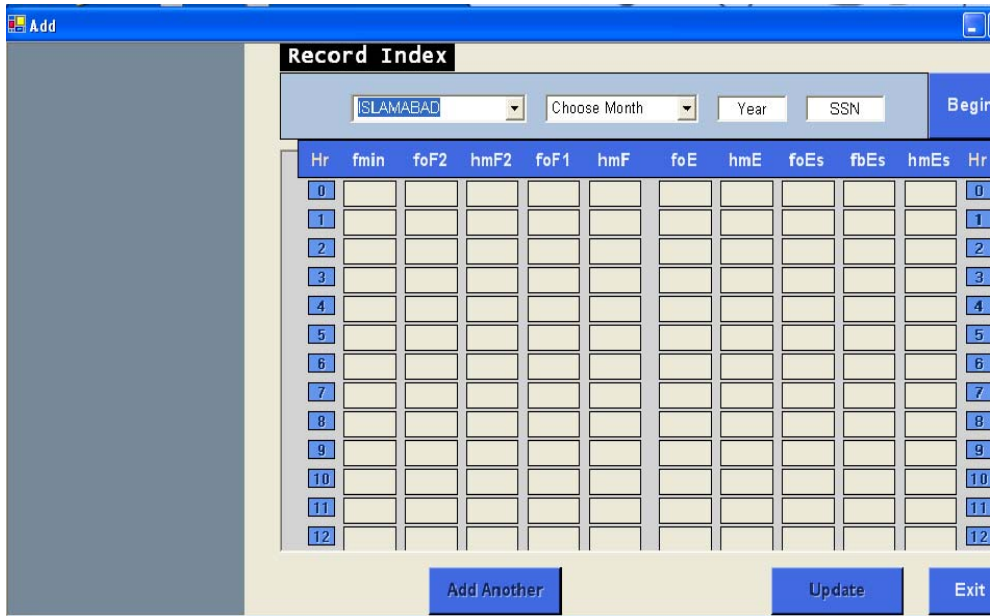 Add
Record Index
ISLAMABAD Choose Month Year SSN Begin
Hr fmin foF2 hmF2 foF1 hmF foE hmE foEs fbEs hmEs Hr
0 0
1 1
2 2
3 3
4 4
5 5
6 6
7 7
8 8
9 9
10 10
11 11
12 12
Add Another Update Exit